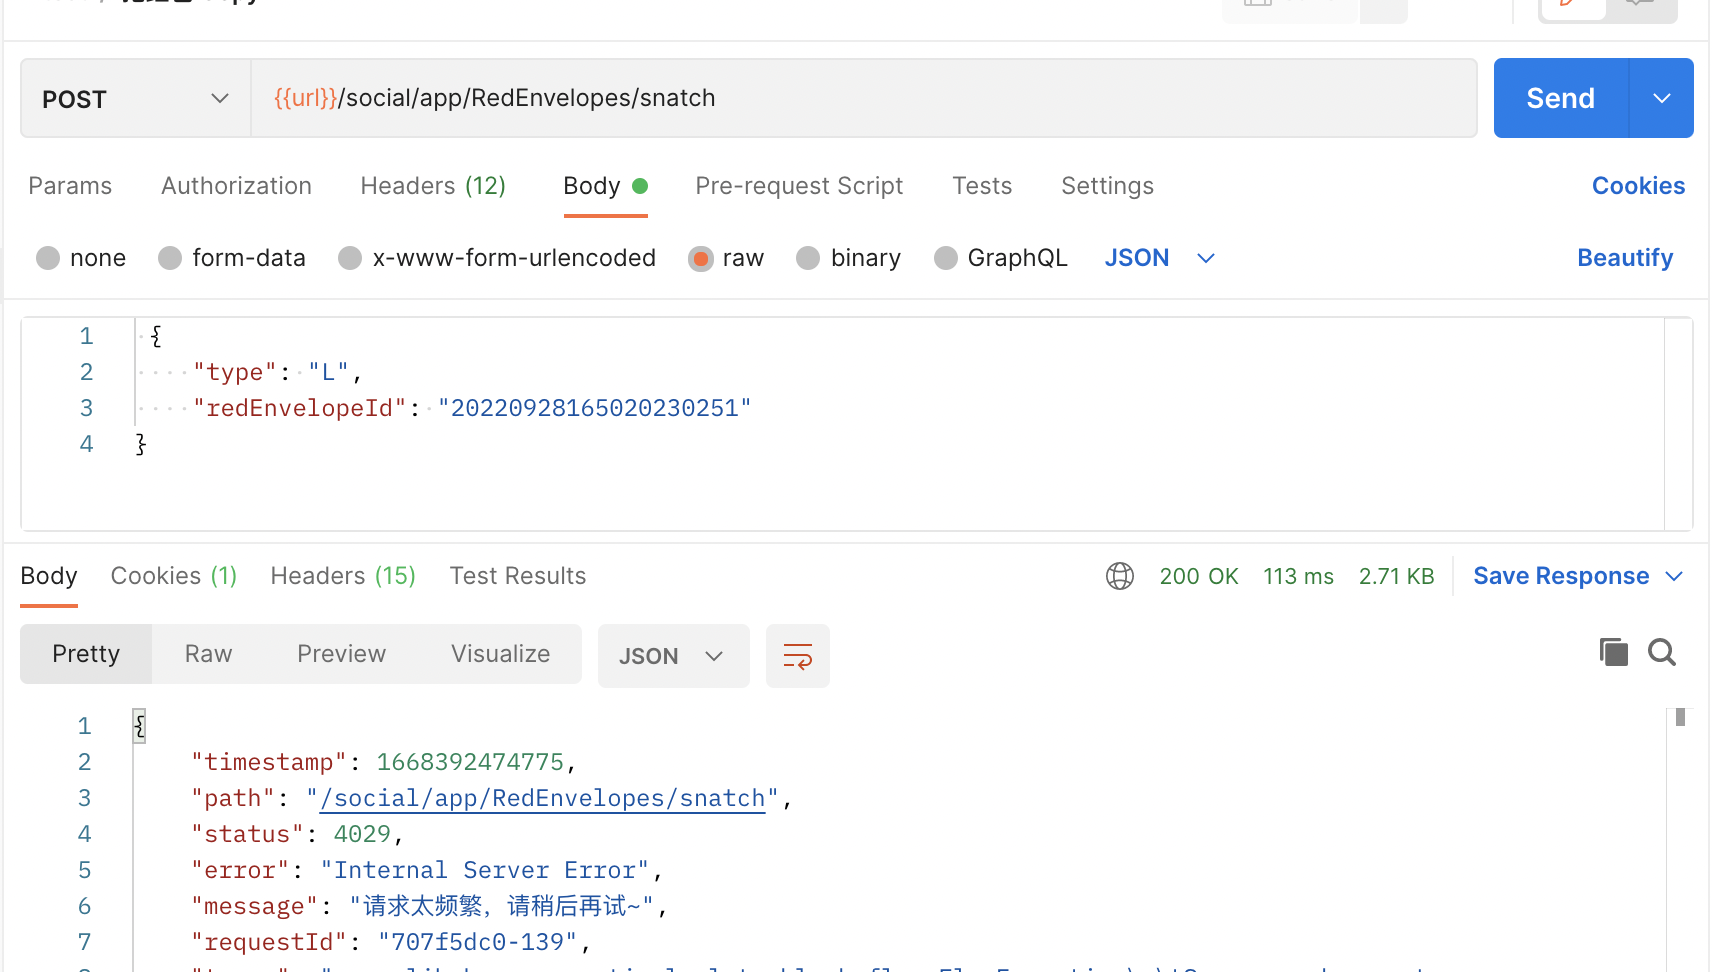 POST {{url}}/social/app/RedEnvelopes/snatch Send
Params Authorization Headers (12) Body Pre-request Script Tests Settings Cookies
none form-data x-www-form-urlencoded raw binary GraphQL JSON Beautify
1 {
2 "type": "L",
3 "redEnvelopeId": "20220928165020230251"
4 }
Body Cookies (1) Headers (15) Test Results 200 OK 113 ms 2.71 KB Save Response
Pretty Raw Preview Visualize JSON
1 {
2 "timestamp": 1668392474775,
3 "path": "/social/app/RedEnvelopes/snatch",
4 "status": 4029,
5 "error": "Internal Server Error",
6 "message": "请求太频繁，请稍后再试~",
7 "requestId": "707f5dc0-139",